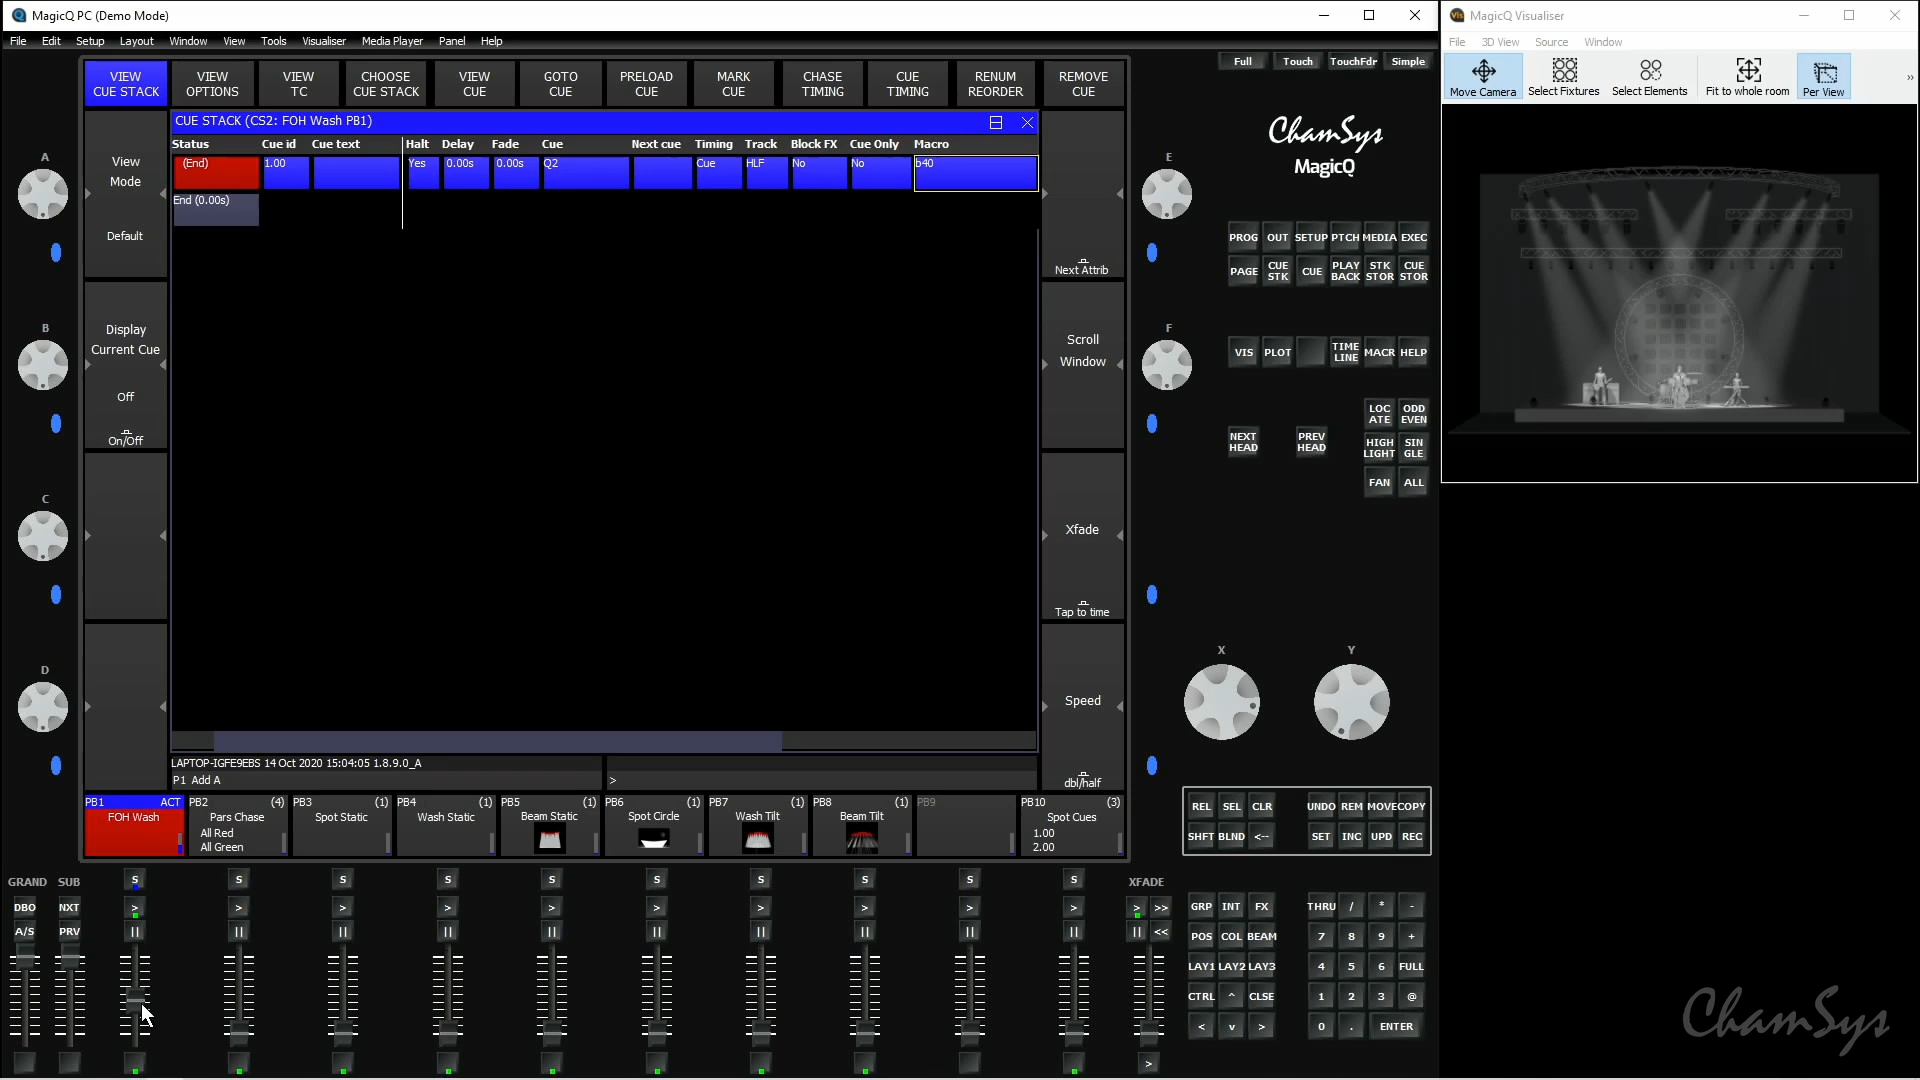 MagicQ PC (Demo Mode)
File Edit Setup Layout Window View Tools Visualiser Media Player Panel Help
VIEW CUE STACK
VIEW OPTIONS
VIEW TC
CHOOSE CUE STACK
VIEW CUE
GOTO CUE
PRELOAD CUE
MARK CUE
CHASE TIMING
CUE TIMING
RENUM REORDER
REMOVE CUE
Full Touch TouchFdr Simple
CUE STACK (CS2: FOH Wash PB1)
Status Cue id Cue text Halt Delay Fade Cue Next cue Timing Track Block FX Cue Only Macro
(End) 1.00 Yes 0.00s 0.00s Q2 Cue HLF No No b40
End (0.00s)
A
View Mode
Default
B
Display Current Cue
Off
On/Off
C
D
E
Next Attrib
F
Scroll Window
Xfade
Tap to time
Speed
dbl/half
ChamSys
MagicQ
PROG OUT SETUP PTCH MEDIA EXEC
PAGE CUE STK CUE PLAY BACK STK STOR CUE STOR
VIS PLOT TIME LINE MACR HELP
LOC ATE ODD EVEN
NEXT HEAD PREV HEAD HIGH LIGHT SIN GLE
FAN ALL
X Y
LAPTOP-IGFE9EBS 14 Oct 2020 15:04:05 1.8.9.0_A
P1 Add A >
PB1 ACT
FOH Wash
PB2 (4)
Pars Chase
All Red
All Green
PB3 (1)
Spot Static
PB4 (1)
Wash Static
PB5 (1)
Beam Static
PB6 (1)
Spot Circle
PB7 (1)
Wash Tilt
PB8 (1)
Beam Tilt
PB9
PB10 (3)
Spot Cues
1.00
2.00
REL SEL CLR UNDO REM MOVE COPY
SHFT BLND <-- SET INC UPD REC
GRAND SUB S S S S S S S S S S XFADE
DBO NXT > > > > > > > > > > > >>
A/S PRV || || || || || || || || || || || <<
>
GRP INT FX THRU / * -
POS COL BEAM 7 8 9 +
LAY1 LAY2 LAY3 4 5 6 FULL
CTRL ^ CLSE 1 2 3 @
< v > 0 . ENTER
MagicQ Visualiser
File 3D View Source Window
Move Camera Select Fixtures Select Elements Fit to whole room Per View »
ChamSys